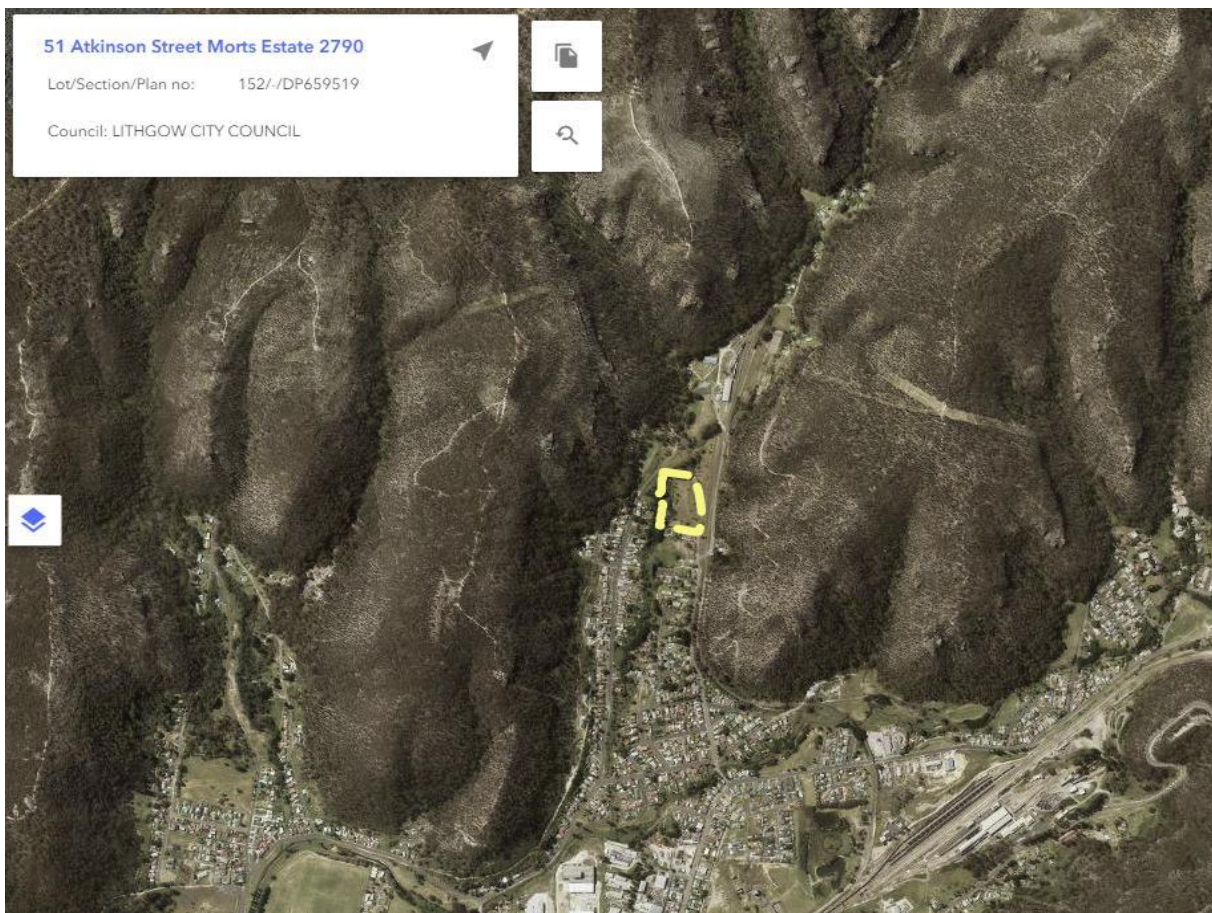 51 Atkinson Street Morts Estate 2790
Lot/Section/Plan no: 152/-/DP659519
Council: LITHGOW CITY COUNCIL